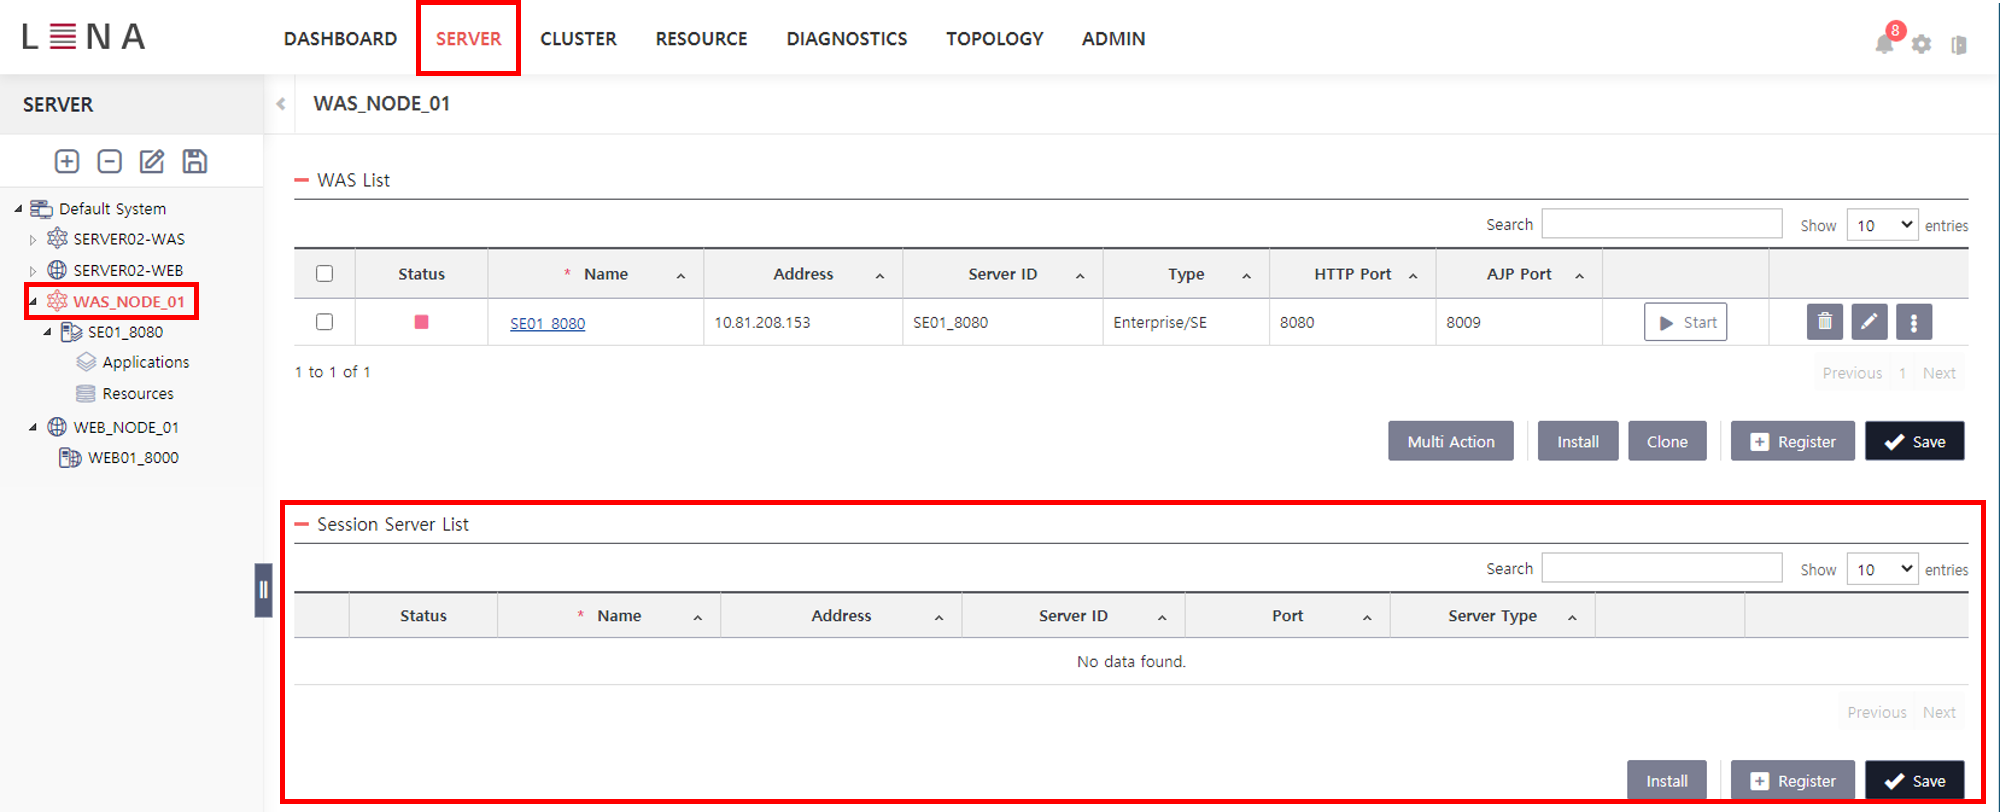 LENA DASHBOARD SERVER CLUSTER RESOURCE DIAGNOSTICS TOPOLOGY ADMIN 8
SERVER
WAS_NODE_01
Default System
SERVER02-WAS
SERVER02-WEB
WAS_NODE_01
SE01_8080
Applications
Resources
WEB_NODE_01
WEB01_8000
WAS List
Search Show 10 entries
Status * Name Address Server ID Type HTTP Port AJP Port
SE01_8080 10.81.208.153 SE01_8080 Enterprise/SE 8080 8009 Start
1 to 1 of 1 Previous 1 Next
Multi Action Install Clone Register Save
Session Server List
Search Show 10 entries
Status * Name Address Server ID Port Server Type
No data found.
Previous Next
Install Register Save